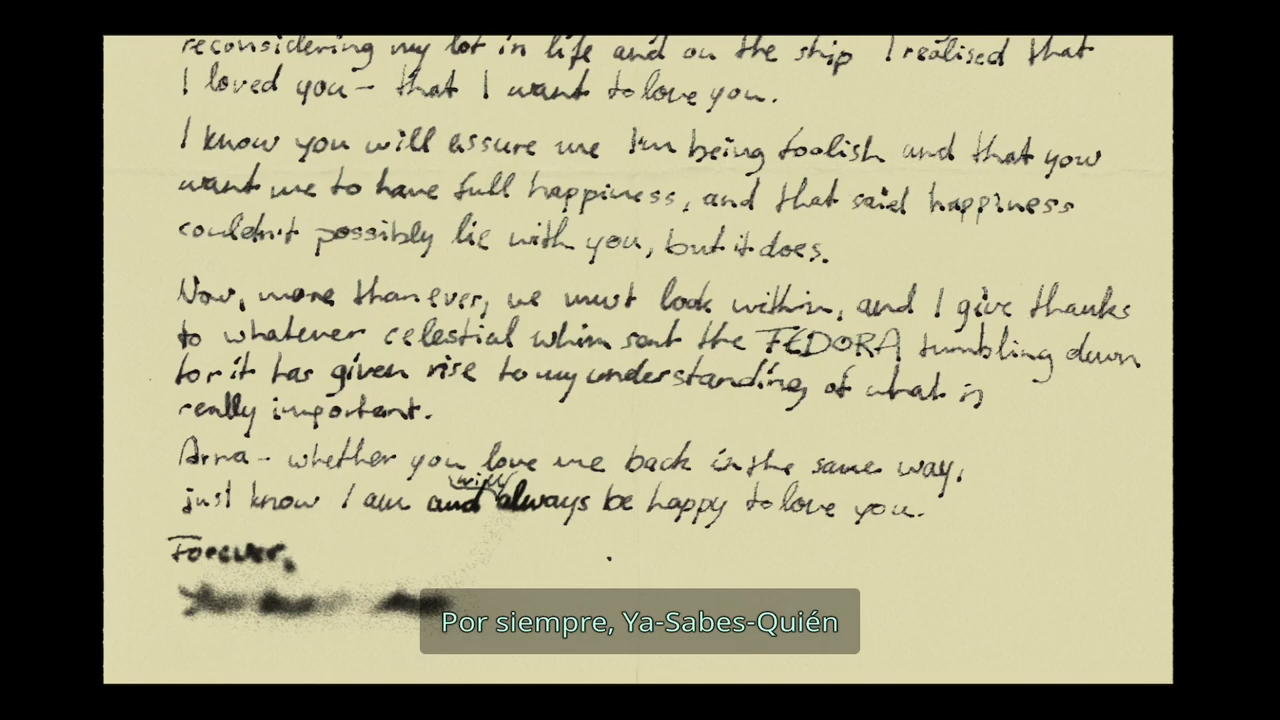 reconsidering my lot in life and on the ship I realised that
I loved you - that I want to love you.
I know you will assure me I'm being foolish and that you
want me to have full happiness, and that said happiness
couldn't possibly lie with you, but it does.
Now, more than ever, we must look within, and I give thanks
to whatever celestial whim sent the FEDORA tumbling down
for it has given rise to my understanding of what is
really important.
Arra - whether you love me back in the same way,
just know I am and will always be happy to love you.
Forever,
Por siempre, Ya-Sabes-Quién